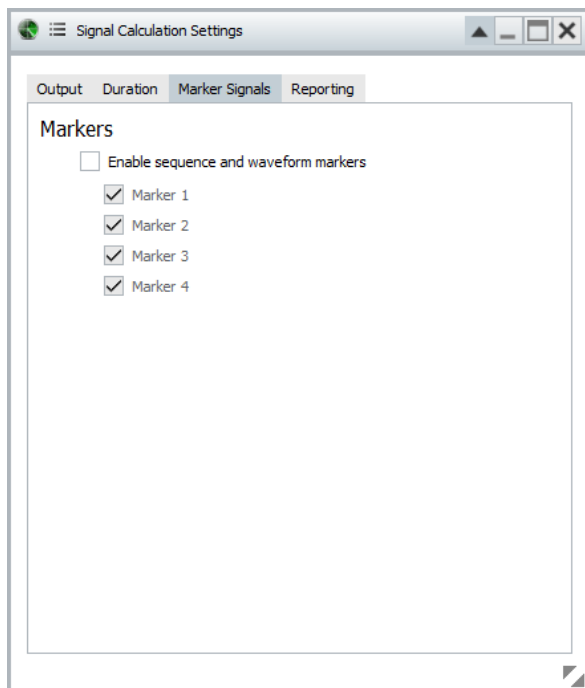 Signal Calculation Settings
Output Duration Marker Signals Reporting
Markers
Enable sequence and waveform markers
Marker 1
Marker 2
Marker 3
Marker 4